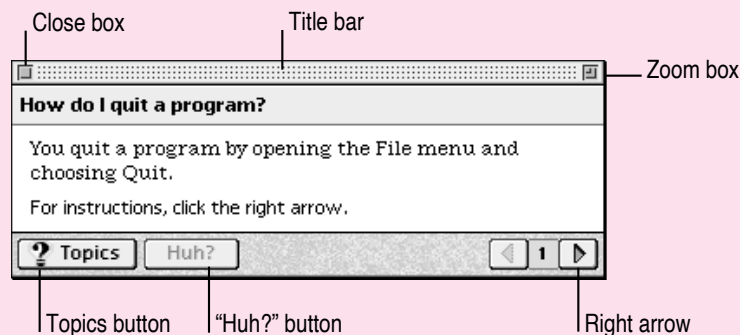 Close box
Title bar
Zoom box
How do I quit a program?
You quit a program by opening the File menu and
choosing Quit.
For instructions, click the right arrow.
? Topics
Huh?
1
Topics button
“Huh?” button
Right arrow